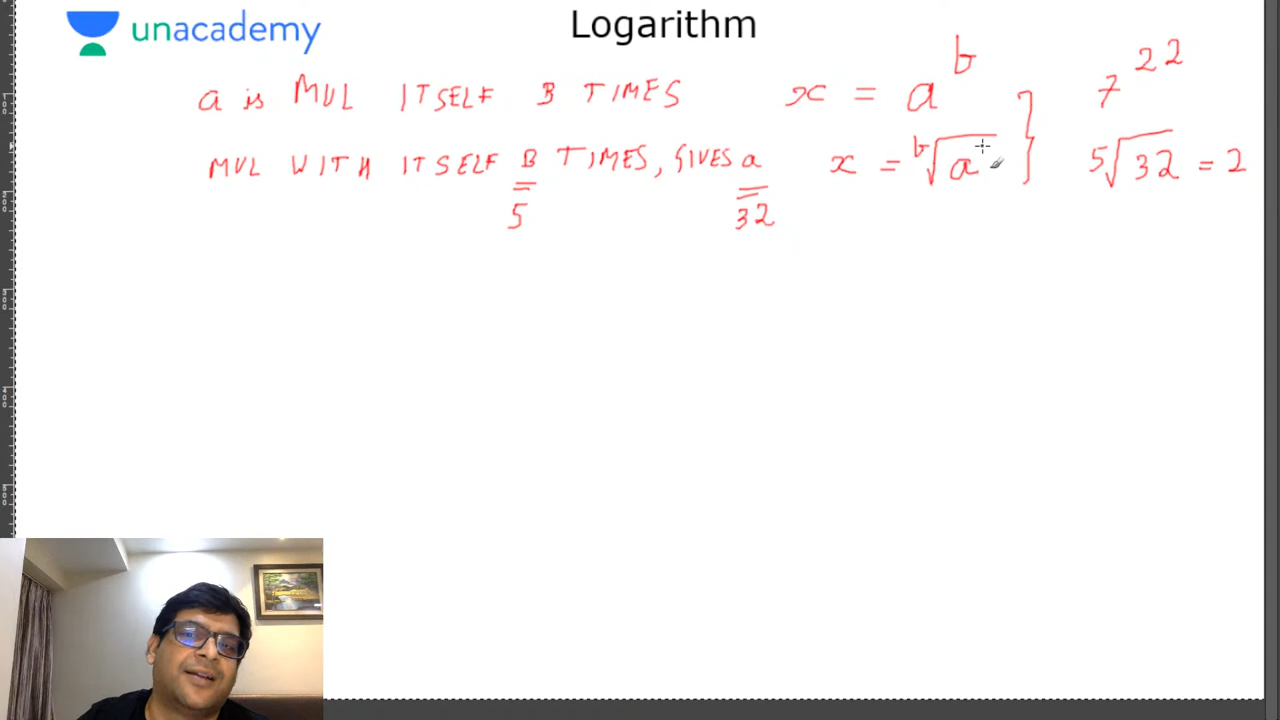 unacademy
Logarithm
a is MUL ITSELF B TIMES x = a^b 7^22
MUL WITH ITSELF B TIMES, GIVES a x = ᵇ√a 5√32 = 2
5 32